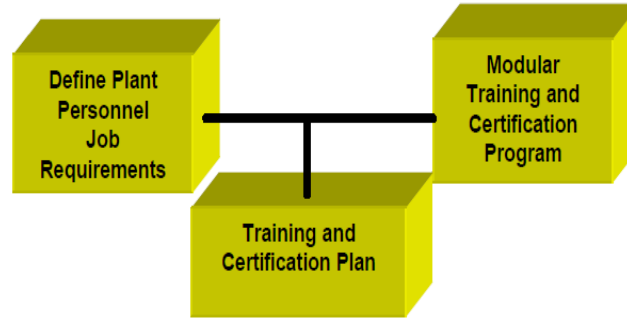 Define Plant
Personnel
Job
Requirements
Modular
Training and
Certification
Program
Training and
Certification Plan